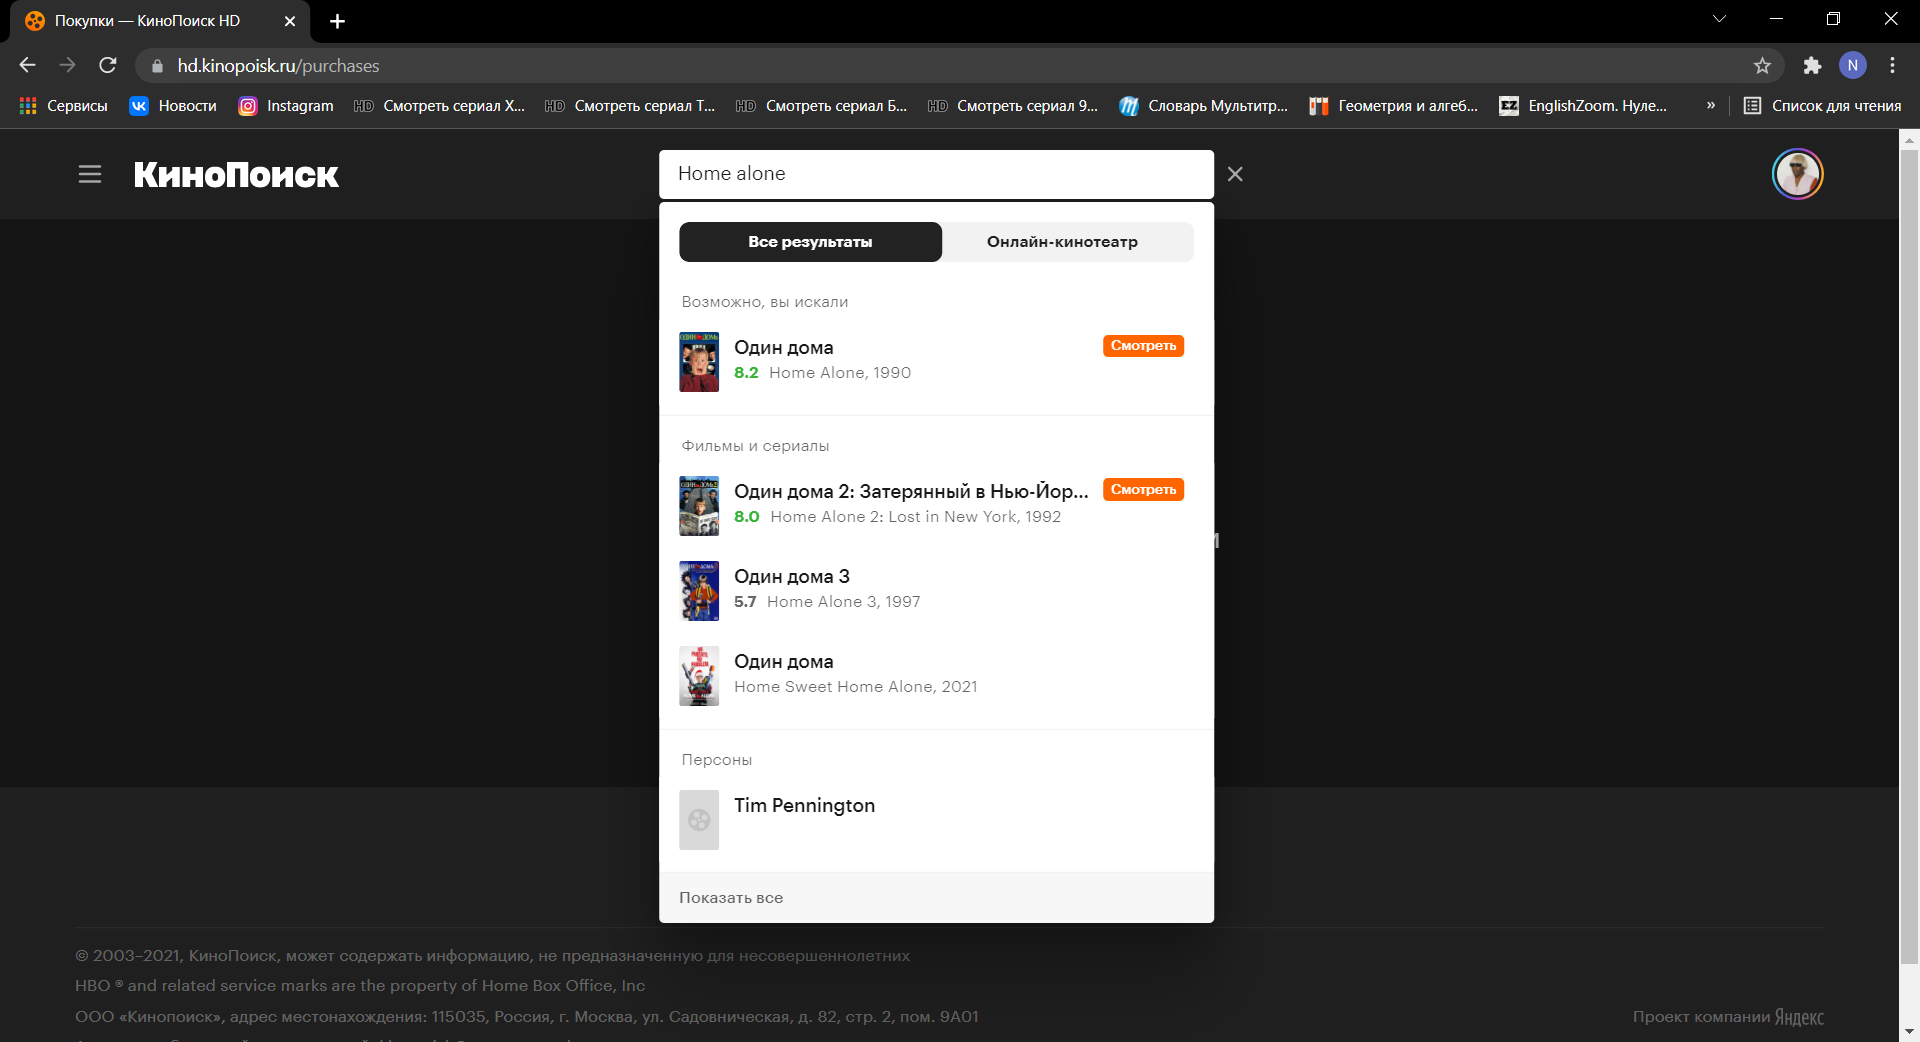 Покупки — КиноПоиск HD
hd.kinopoisk.ru/purchases
N
Сервисы
Новости
Instagram
HD Смотреть сериал Х...
HD Смотреть сериал Т...
HD Смотреть сериал Б...
HD Смотреть сериал 9...
Словарь Мультитр...
Геометрия и алгеб...
EZ EnglishZoom. Нуле...
»
Список для чтения
КиноПоиск
Home alone
Все результаты
Онлайн-кинотеатр
Возможно, вы искали
Один дома
Смотреть
8.2 Home Alone, 1990
Фильмы и сериалы
Один дома 2: Затерянный в Нью-Йор...
Смотреть
8.0 Home Alone 2: Lost in New York, 1992
Один дома 3
5.7 Home Alone 3, 1997
Один дома
Home Sweet Home Alone, 2021
Персоны
Tim Pennington
Показать все
© 2003–2021, КиноПоиск, может содержать информацию, не предназначенную для несовершеннолетних
HBO ® and related service marks are the property of Home Box Office, Inc
ООО «Кинопоиск», адрес местонахождения: 115035, Россия, г. Москва, ул. Садовническая, д. 82, стр. 2, пом. 9А01
Проект компании Яндекс